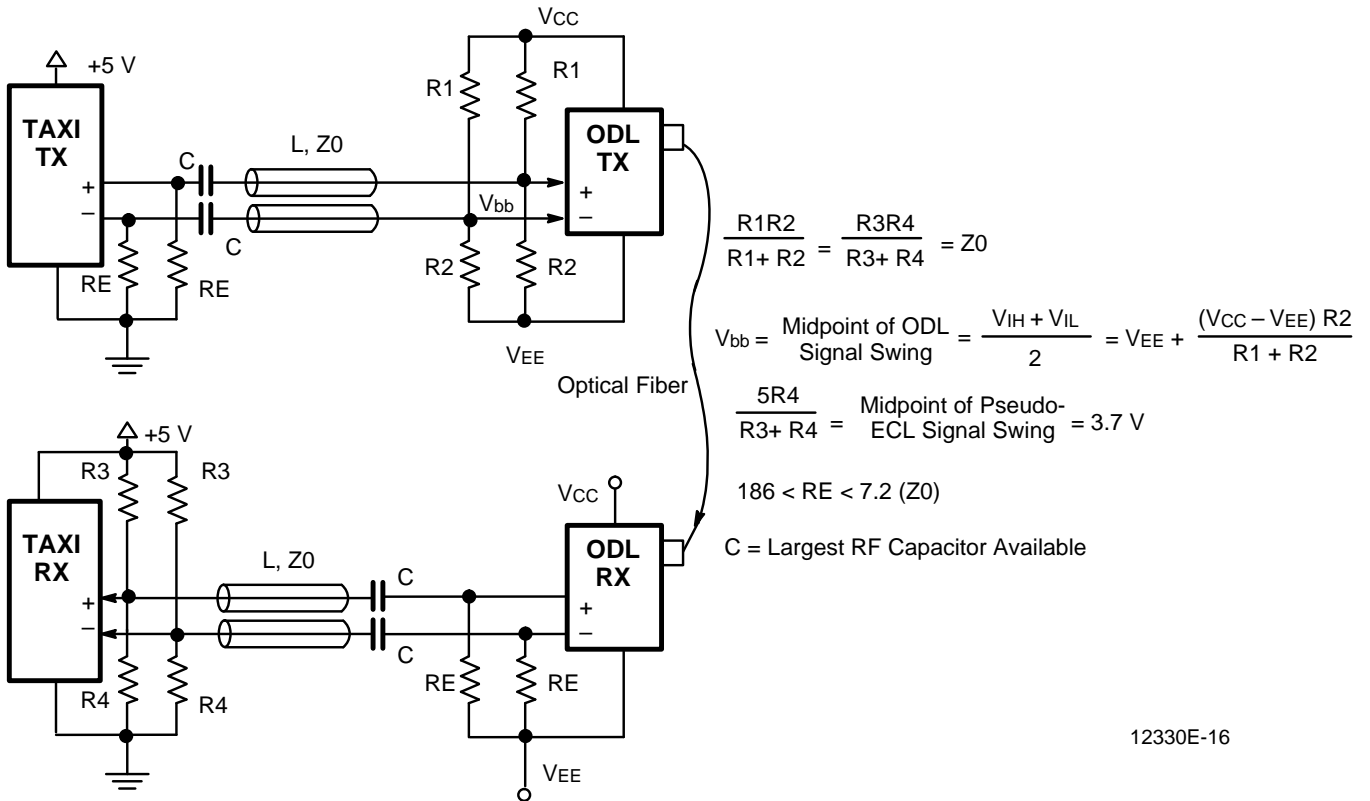 VCC
+5 V
R1
R1
TAXI
TX
ODL
TX
C
L, Z0
+
–
+
–
Vbb
C
RE
RE
R2
R2
VEE
Optical Fiber
R1R2
R1+ R2
=
R3R4
R3+ R4
= Z0
Vbb = Midpoint of ODL
Signal Swing
=
VIH + VIL
2
= VEE +
(VCC – VEE) R2
R1 + R2
5R4
R3+ R4
=
Midpoint of Pseudo-
ECL Signal Swing
= 3.7 V
186 < RE < 7.2 (Z0)
C = Largest RF Capacitor Available
+5 V
R3
R3
VCC
TAXI
RX
ODL
RX
L, Z0
C
+
–
+
–
C
R4
R4
RE
RE
VEE
12330E-16